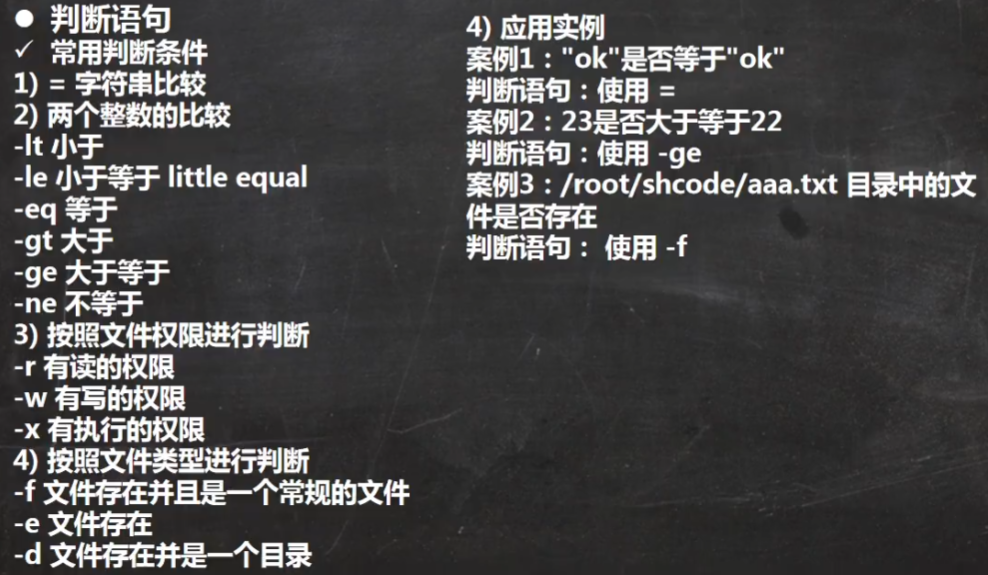 ● 判断语句
✓ 常用判断条件
1) = 字符串比较
2) 两个整数的比较
-lt 小于
-le 小于等于 little equal
-eq 等于
-gt 大于
-ge 大于等于
-ne 不等于
3) 按照文件权限进行判断
-r 有读的权限
-w 有写的权限
-x 有执行的权限
4) 按照文件类型进行判断
-f 文件存在并且是一个常规的文件
-e 文件存在
-d 文件存在并是一个目录
4) 应用实例
案例1："ok"是否等于"ok"
判断语句：使用 =
案例2：23是否大于等于22
判断语句：使用 -ge
案例3：/root/shcode/aaa.txt 目录中的文
件是否存在
判断语句： 使用 -f